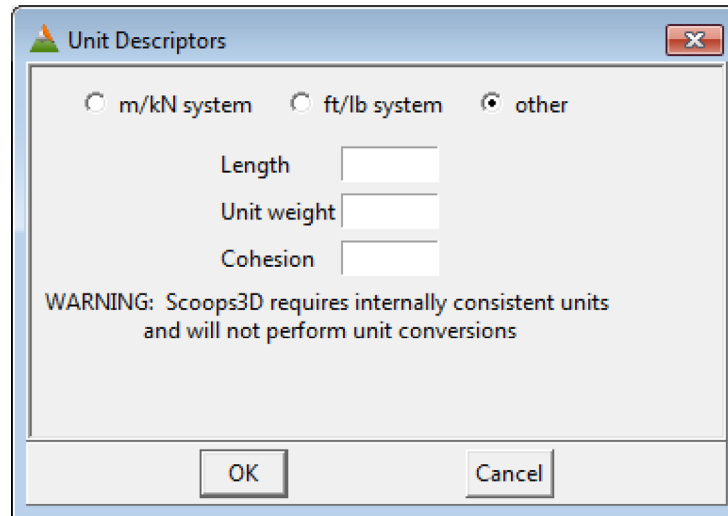 Unit Descriptors
m/kN system ft/lb system other
Length
Unit weight
Cohesion
WARNING: Scoops3D requires internally consistent units
and will not perform unit conversions
OK Cancel